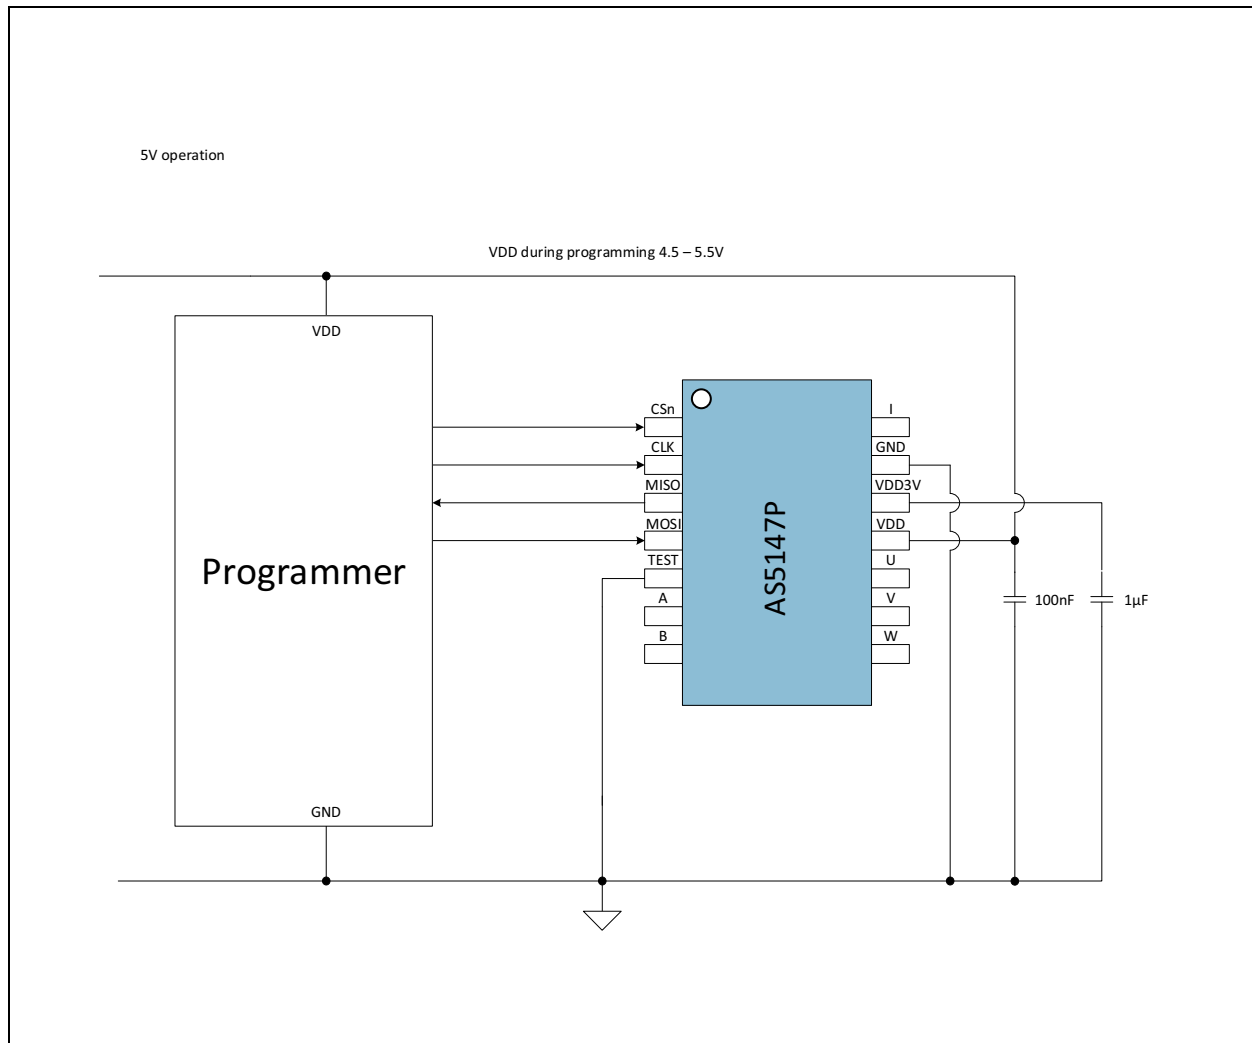 5V operation
VDD during programming 4.5 – 5.5V
VDD
Programmer
GND
CSn
CLK
MISO
MOSI
TEST
A
B
AS5147P
I
GND
VDD3V
VDD
U
V
W
100nF
1µF